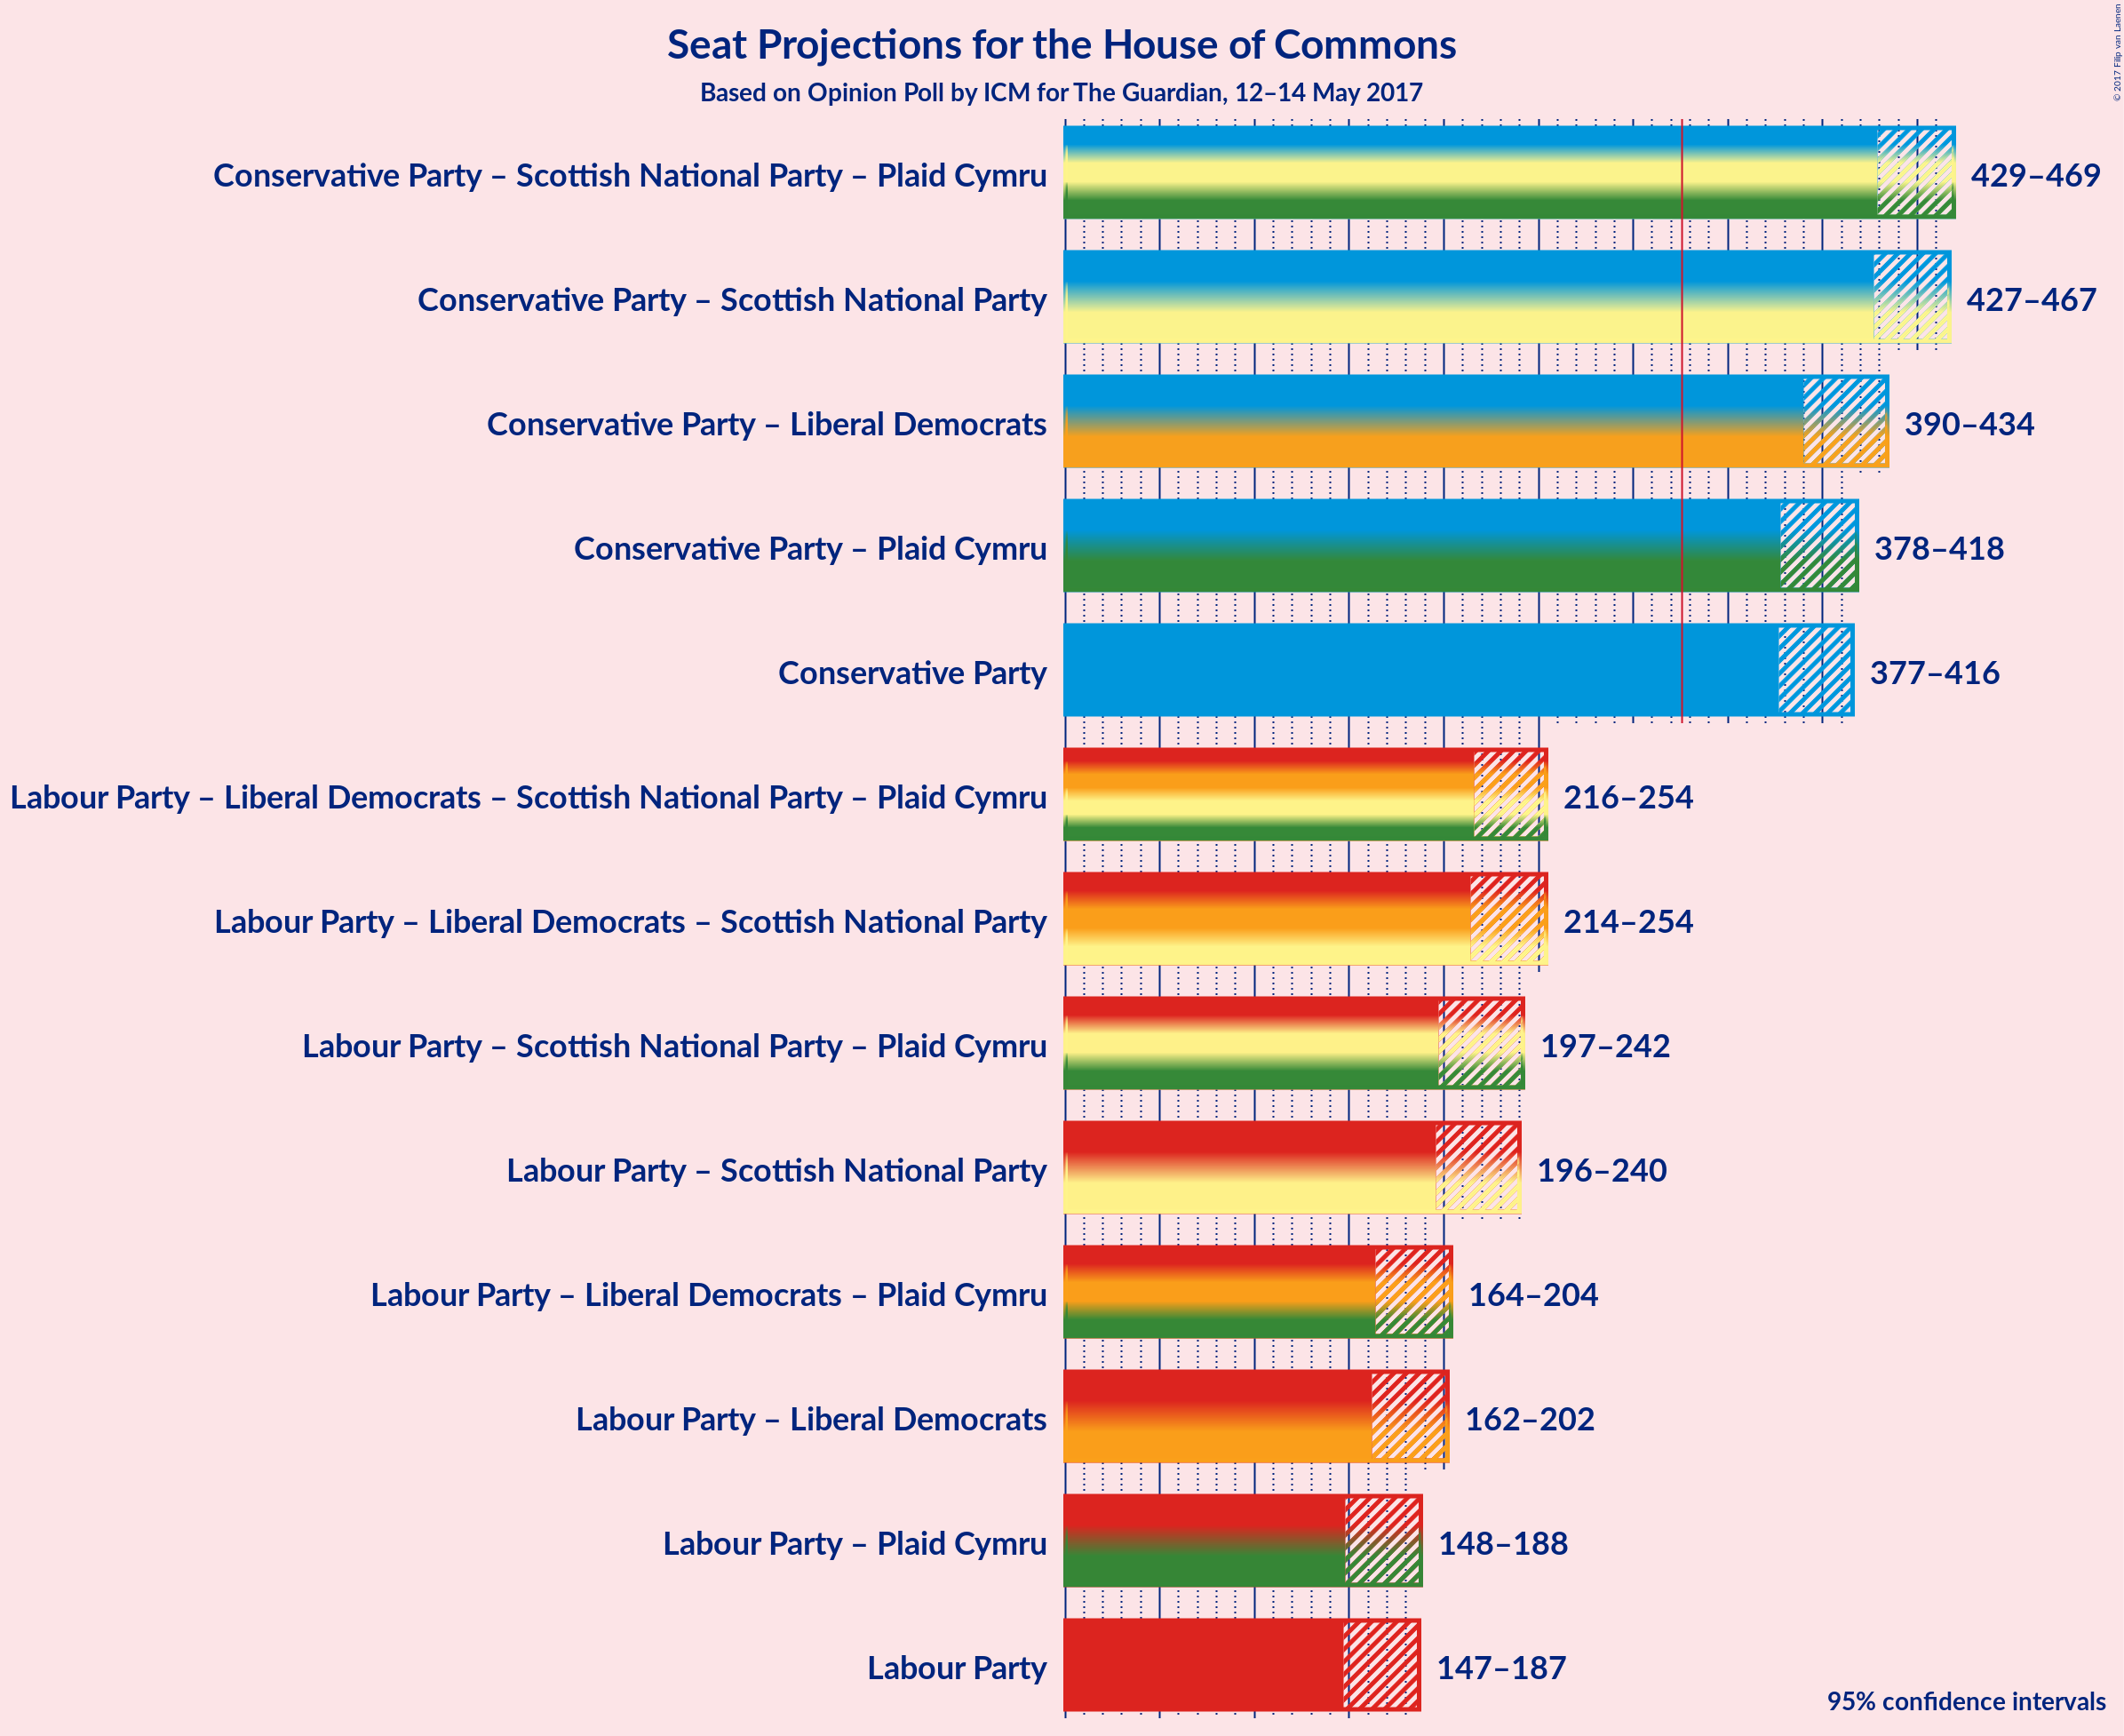 Seat Projections for the House of Commons
Based on Opinion Poll by ICM for The Guardian, 12–14 May 2017
© 2017 Filip van Laenen
Conservative Party – Scottish National Party – Plaid Cymru 429–469
Conservative Party – Scottish National Party 427–467
Conservative Party – Liberal Democrats 390–434
Conservative Party – Plaid Cymru 378–418
Conservative Party 377–416
Labour Party – Liberal Democrats – Scottish National Party – Plaid Cymru 216–254
Labour Party – Liberal Democrats – Scottish National Party 214–254
Labour Party – Scottish National Party – Plaid Cymru 197–242
Labour Party – Scottish National Party 196–240
Labour Party – Liberal Democrats – Plaid Cymru 164–204
Labour Party – Liberal Democrats 162–202
Labour Party – Plaid Cymru 148–188
Labour Party 147–187
95% confidence intervals